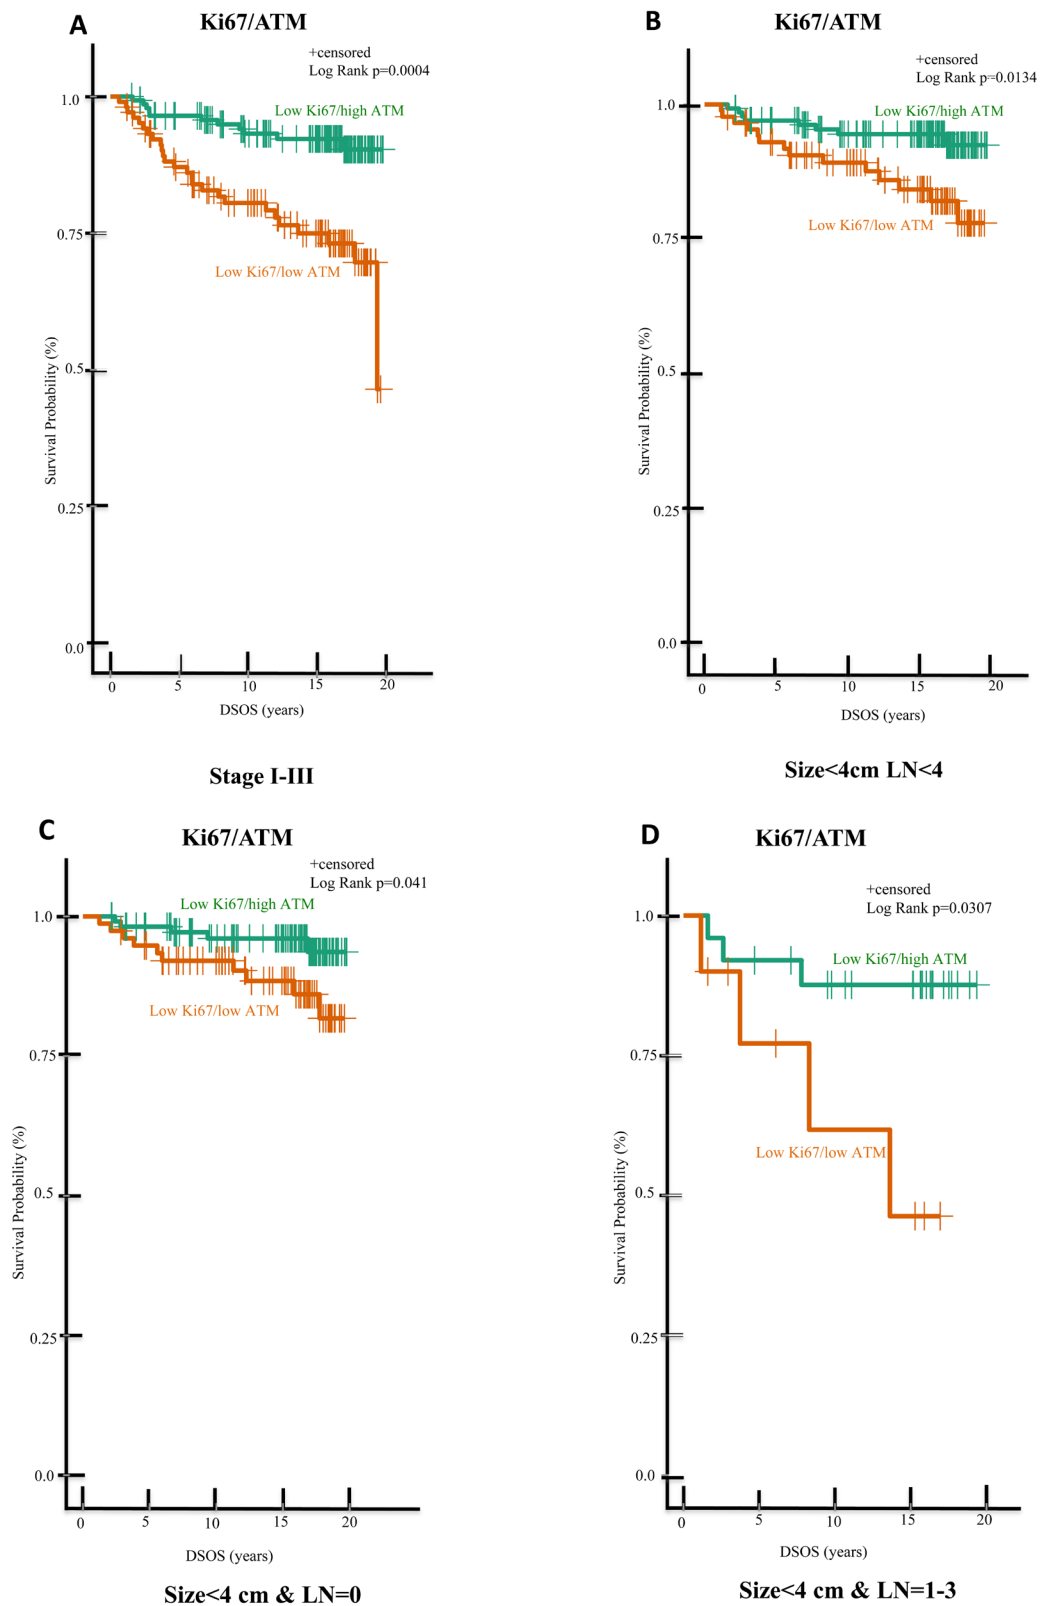 A
Ki67/ATM
+censored
Log Rank p=0.0004
1.0
Low Ki67/high ATM
0.75
Low Ki67/low ATM
0.5
Survival Probability (%)
0.25
0.0
0 5 10 15 20
DSOS (years)
Stage I-III
B
Ki67/ATM
+censored
Log Rank p=0.0134
1.0
Low Ki67/high ATM
Low Ki67/low ATM
0.75
0.5
Survival Probability (%)
0.25
0.0
0 5 10 15 20
DSOS (years)
Size<4cm LN<4
C
Ki67/ATM
+censored
Log Rank p=0.041
Low Ki67/high ATM
1.0
Low Ki67/low ATM
0.75
0.5
Survival Probability (%)
0.25
0.0
0 5 10 15 20
DSOS (years)
Size<4 cm & LN=0
D
Ki67/ATM
+censored
Log Rank p=0.0307
1.0
Low Ki67/high ATM
0.75
Low Ki67/low ATM
0.5
Survival Probability (%)
0.25
0.0
0 5 10 15 20
DSOS (years)
Size<4 cm & LN=1-3